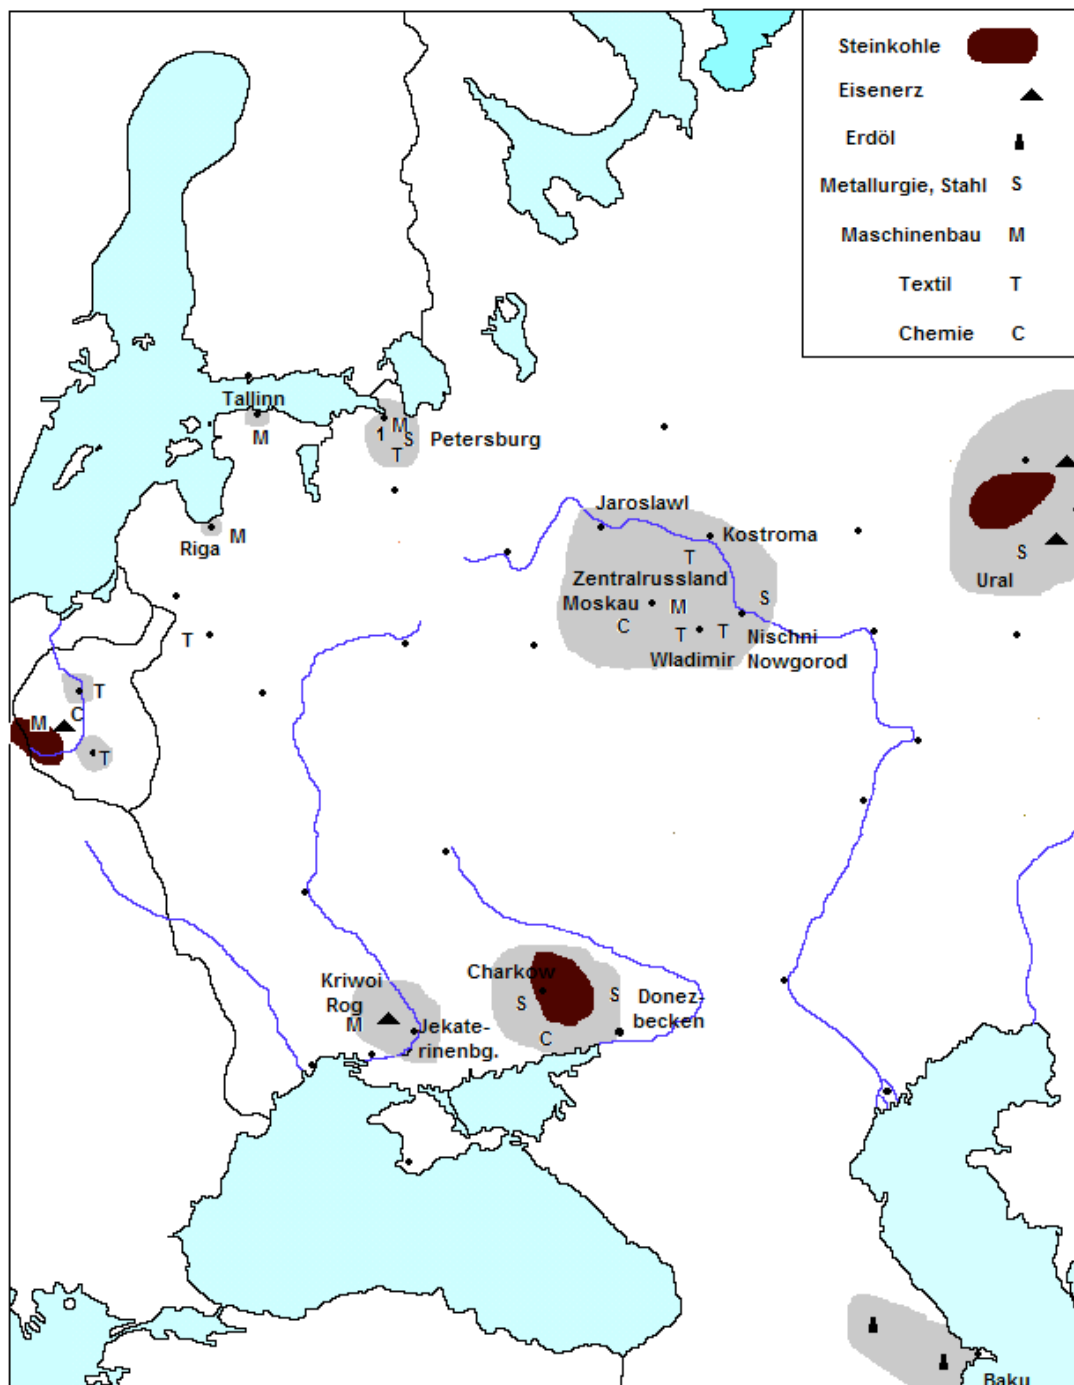 Steinkohle
Eisenerz
Erdöl
Metallurgie, Stahl S
Maschinenbau M
Textil T
Chemie C
Tallinn
M
1 M
S
T
Petersburg
Riga
M
Jaroslawl
Kostroma
T
Zentralrussland
Moskau
M
S
C
T
T
Wladimir
Nischni
Nowgorod
S
Ural
T
T
C
M
T
Kriwoi
Rog
M
Jekate-
rinenbg.
Charkow
S
S
C
Donez-
becken
Baku